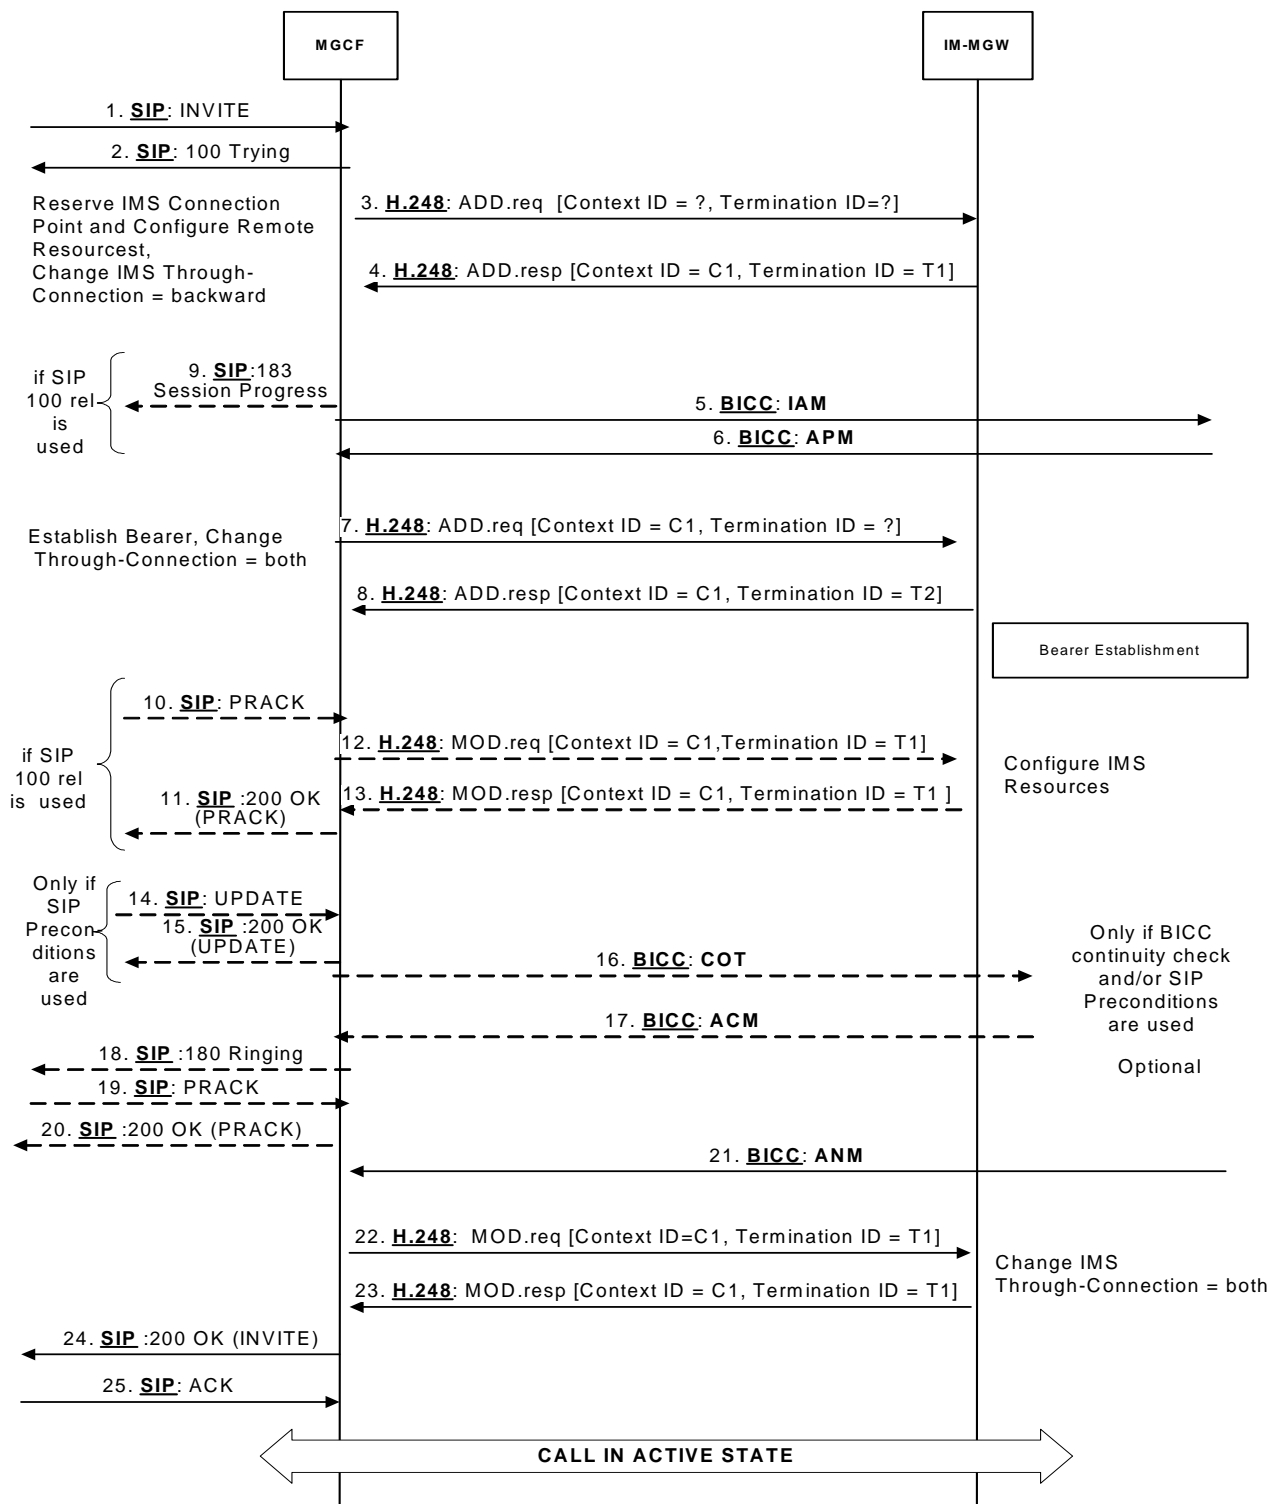 MGCF
IM-MGW
1. SIP: INVITE
2. SIP: 100 Trying
Reserve IMS Connection
Point and Configure Remote
Resourcest,
Change IMS Through-
Connection = backward
3. H.248: ADD.req [Context ID = ?, Termination ID=?]
4. H.248: ADD.resp [Context ID = C1, Termination ID = T1]
if SIP
100 rel
is
used
9. SIP:183
Session Progress
5. BICC: IAM
6. BICC: APM
Establish Bearer, Change
Through-Connection = both
7. H.248: ADD.req [Context ID = C1, Termination ID = ?]
8. H.248: ADD.resp [Context ID = C1, Termination ID = T2]
Bearer Establishment
if SIP
100 rel
is used
10. SIP: PRACK
12. H.248: MOD.req [Context ID = C1,Termination ID = T1]
11. SIP :200 OK
(PRACK)
13. H.248: MOD.resp [Context ID = C1, Termination ID = T1 ]
Configure IMS
Resources
Only if
SIP
Precon
ditions
are
used
14. SIP: UPDATE
15. SIP :200 OK
(UPDATE)
16. BICC: COT
Only if BICC
continuity check
and/or SIP
Preconditions
are used
17. BICC: ACM
Optional
18. SIP :180 Ringing
19. SIP: PRACK
20. SIP :200 OK (PRACK)
21. BICC: ANM
22. H.248: MOD.req [Context ID=C1, Termination ID = T1]
23. H.248: MOD.resp [Context ID = C1, Termination ID = T1]
Change IMS
Through-Connection = both
24. SIP :200 OK (INVITE)
25. SIP: ACK
CALL IN ACTIVE STATE